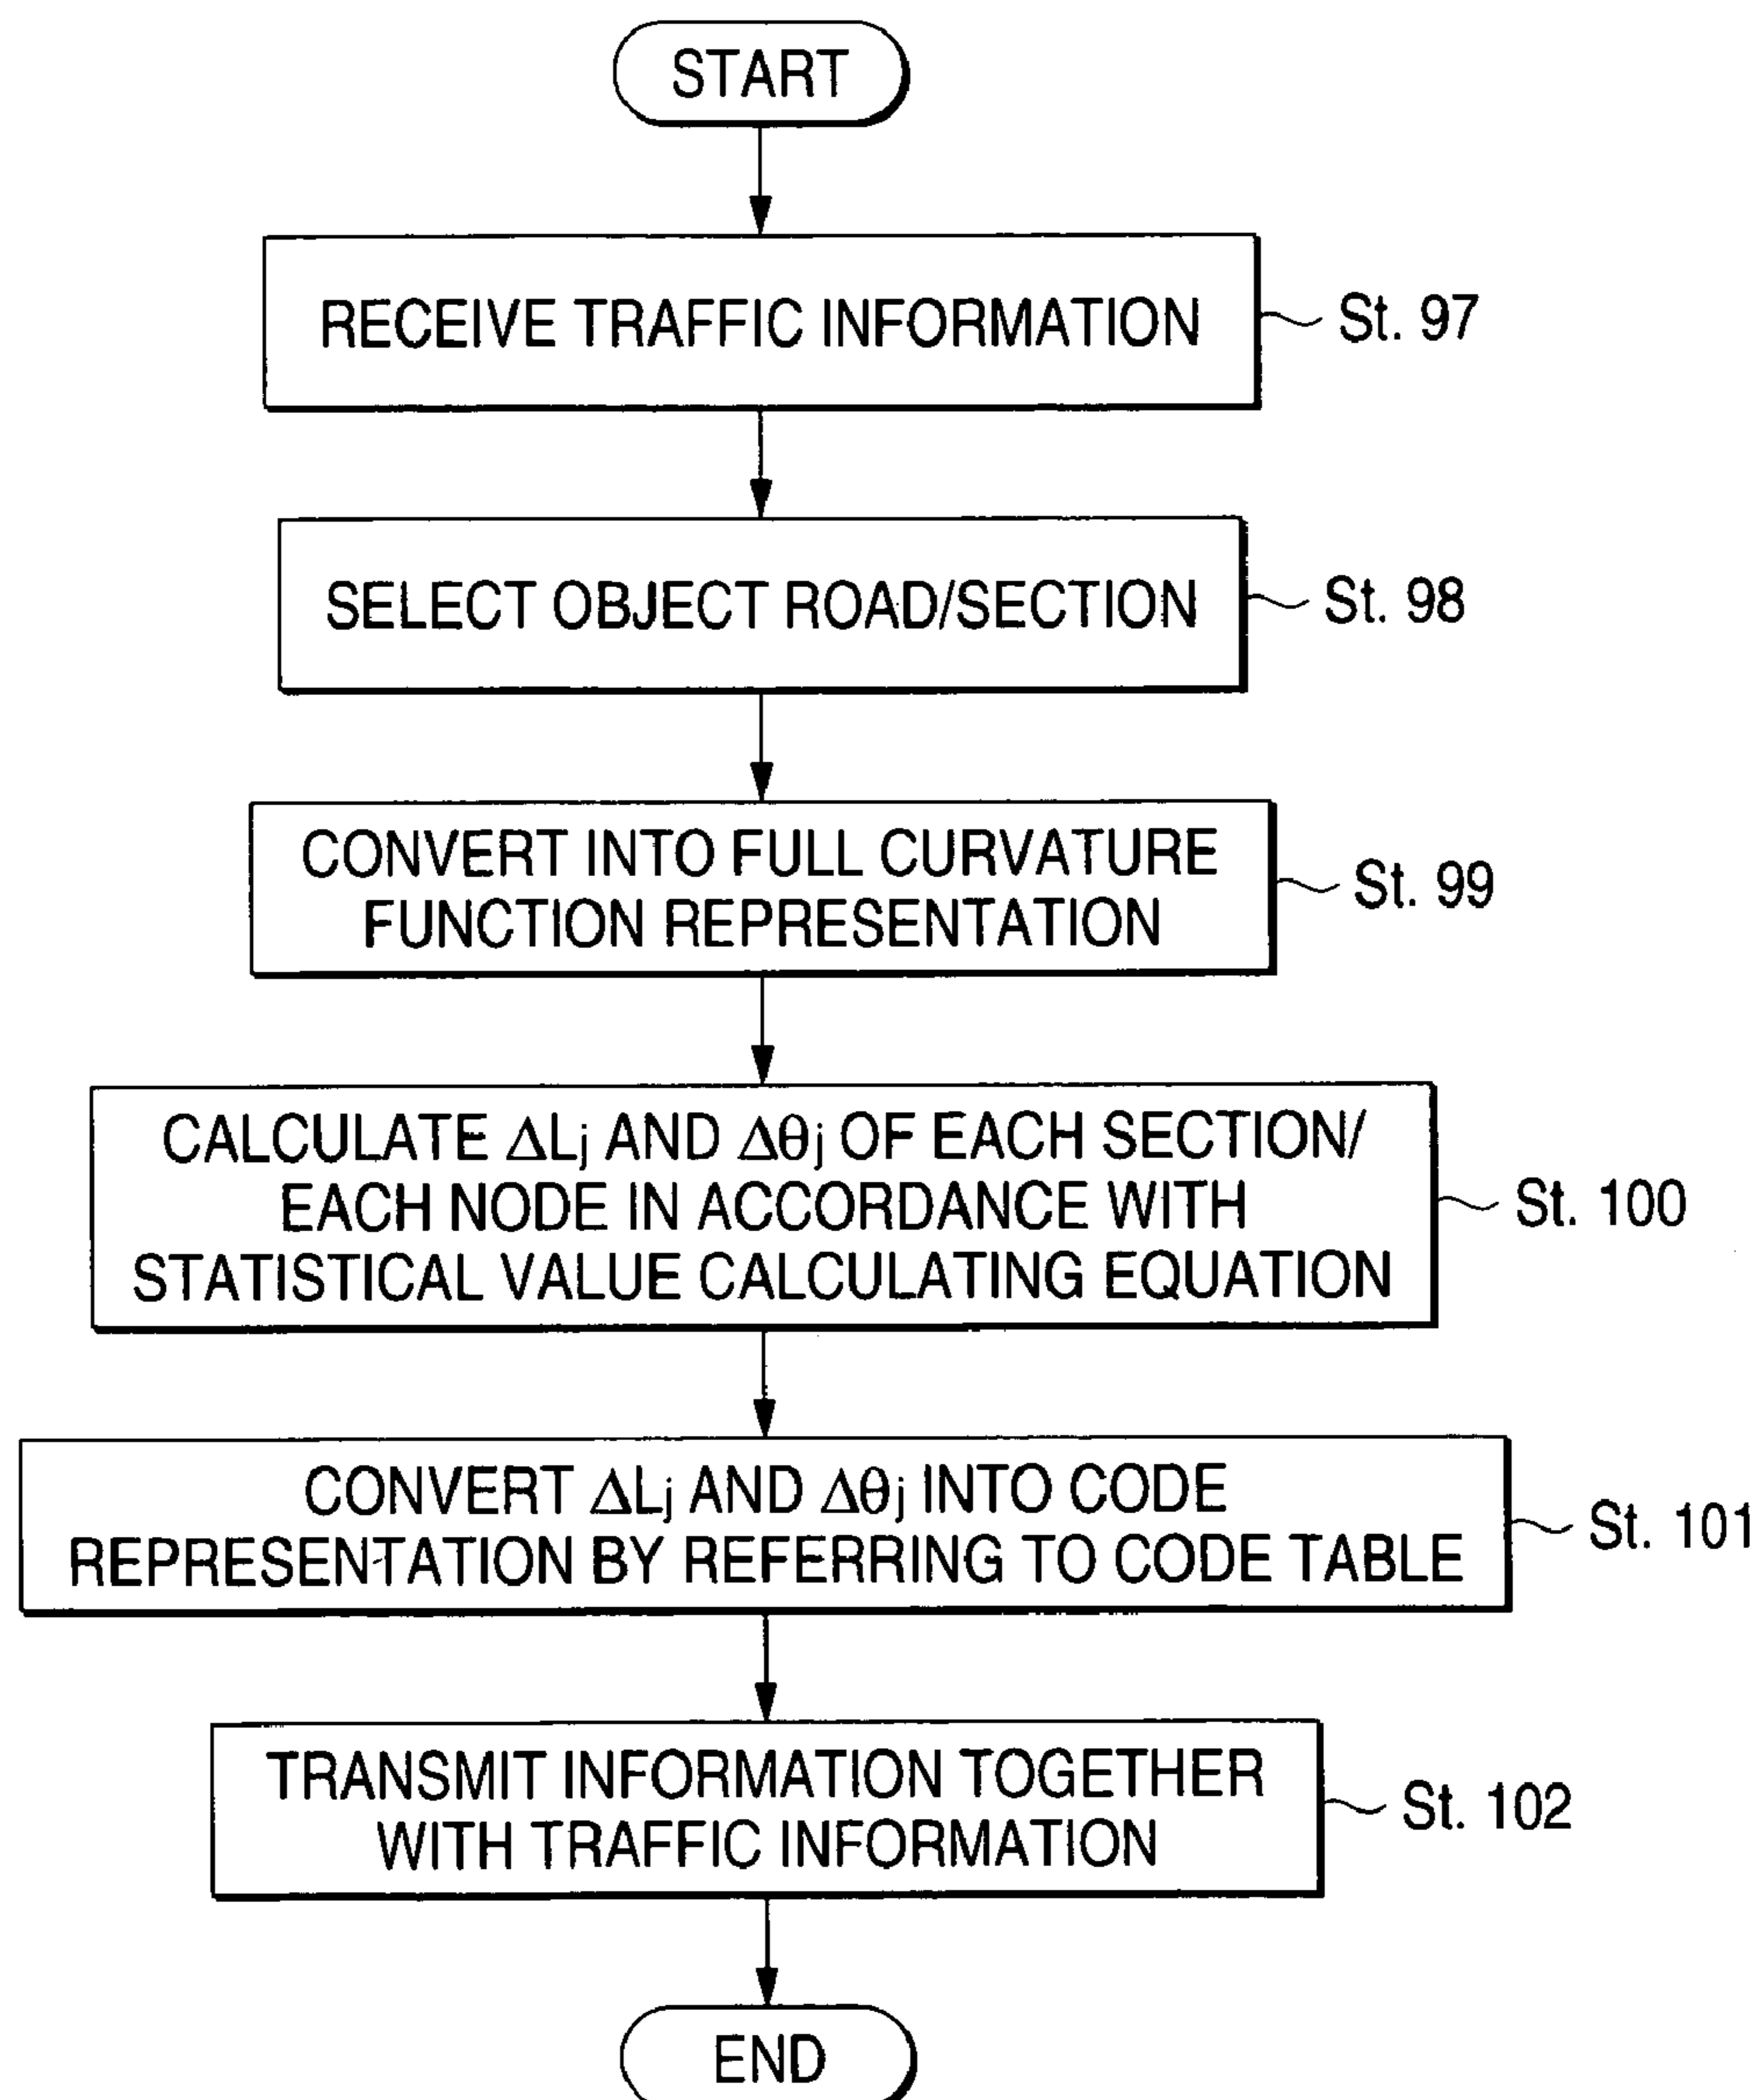 START
RECEIVE TRAFFIC INFORMATION
St. 97
SELECT OBJECT ROAD/SECTION
St. 98
CONVERT INTO FULL CURVATURE
FUNCTION REPRESENTATION
St. 99
CALCULATE ΔLj AND Δθj OF EACH SECTION/
EACH NODE IN ACCORDANCE WITH
STATISTICAL VALUE CALCULATING EQUATION
St. 100
CONVERT ΔLj AND Δθj INTO CODE
REPRESENTATION BY REFERRING TO CODE TABLE
St. 101
TRANSMIT INFORMATION TOGETHER
WITH TRAFFIC INFORMATION
St. 102
END